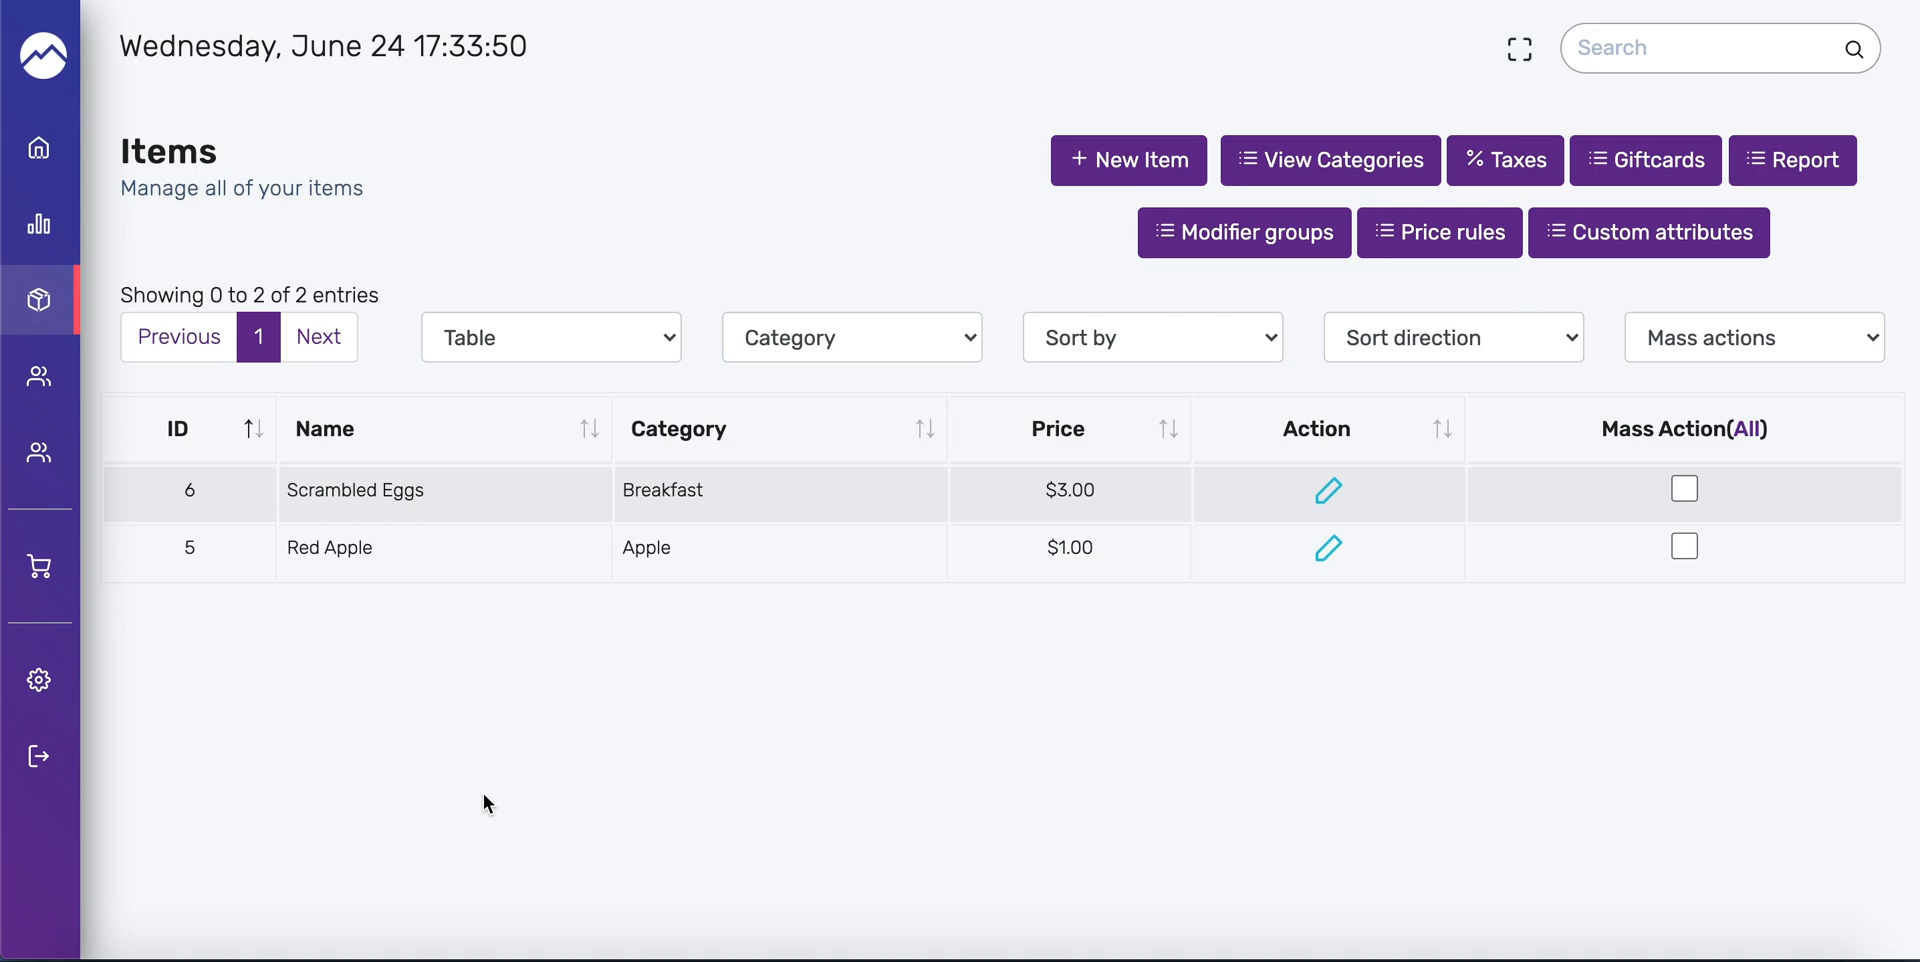 Wednesday, June 24 17:33:50
Search
Items
Manage all of your items
New Item
View Categories
% Taxes
Giftcards
Report
Modifier groups
Price rules
Custom attributes
Showing 0 to 2 of 2 entries
Previous 1 Next
Table
Category
Sort by
Sort direction
Mass actions
ID Name Category Price Action Mass Action(All)
6 Scrambled Eggs Breakfast $3.00
5 Red Apple Apple $1.00